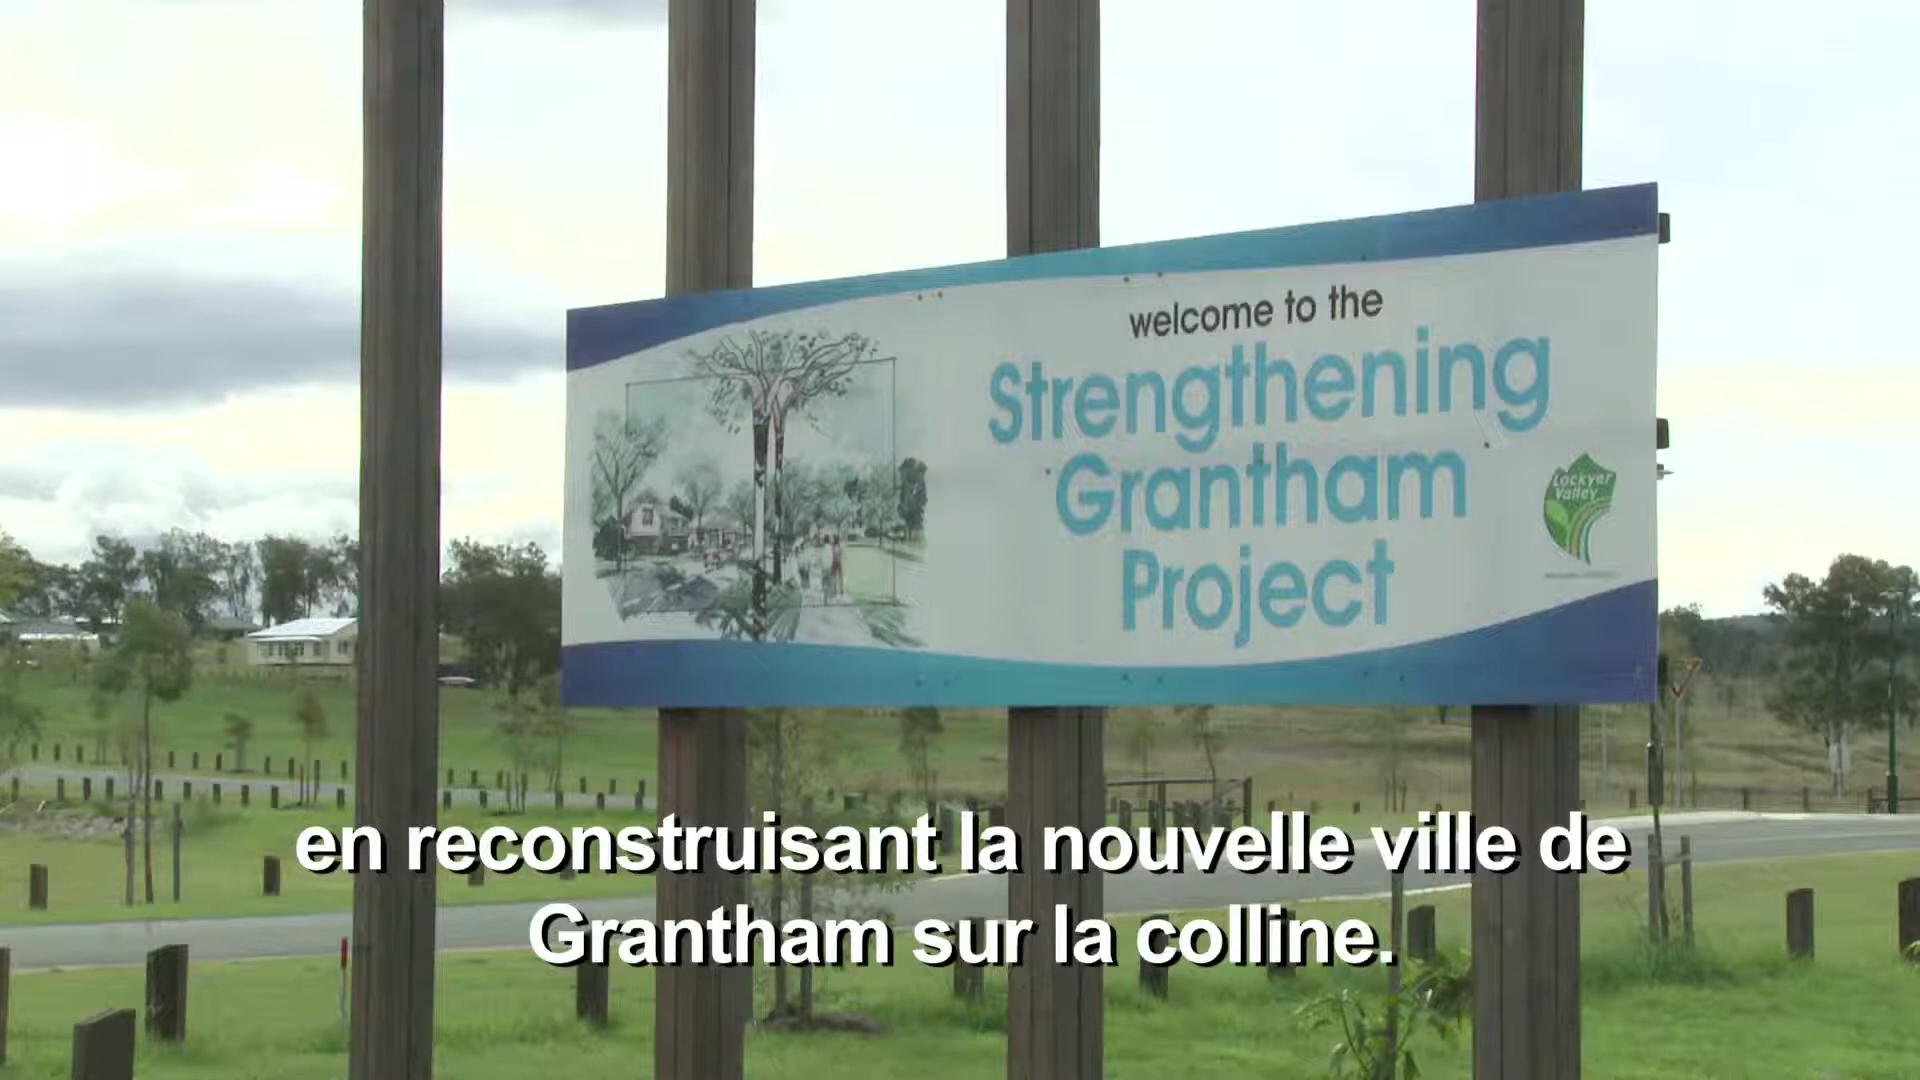 welcome to the
Strengthening
Grantham
Project
Lockyer
Valley
en reconstruisant la nouvelle ville de
Grantham sur la colline.